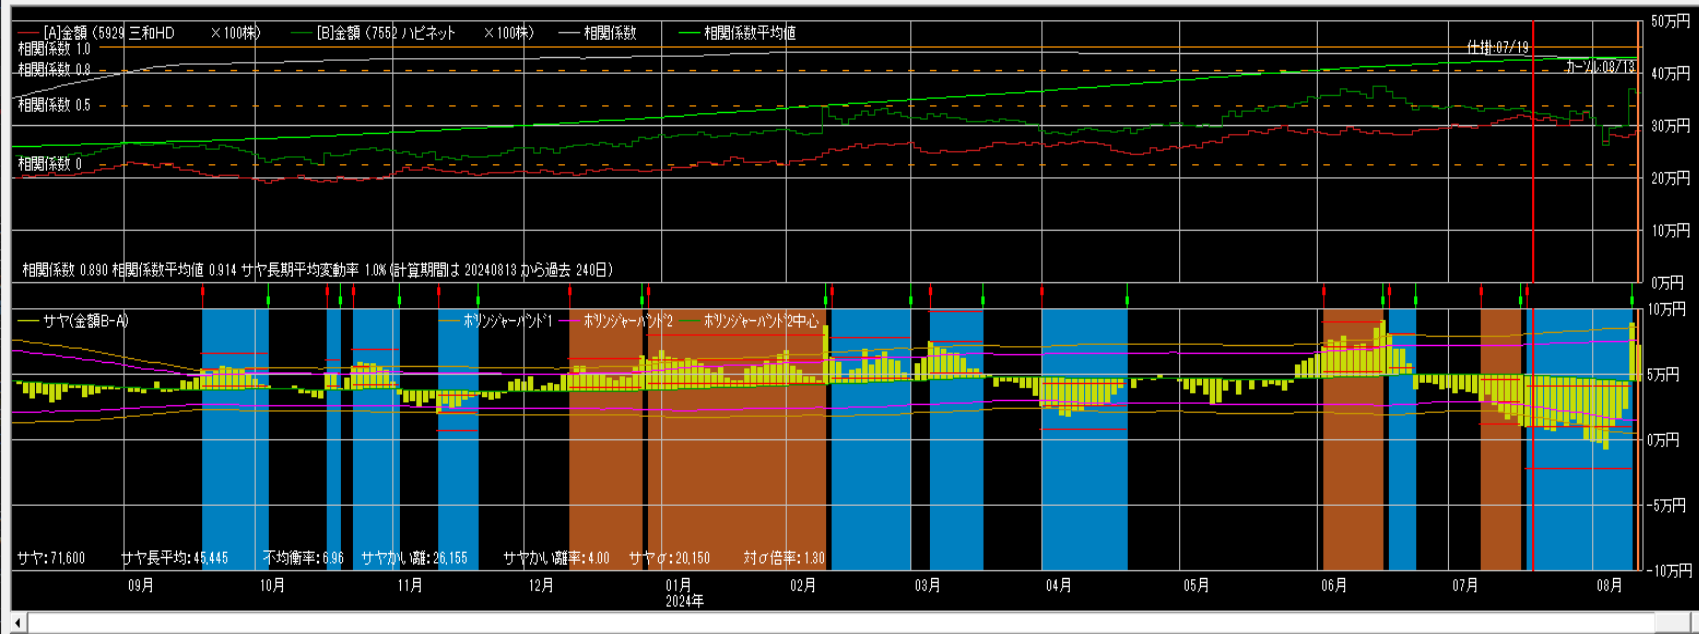 [A]金額 (5929 三和HD ×100株) [B]金額 (7552 ハピネット ×100株) 相関係数 相関係数平均値
50万円
相関係数 1.0
仕掛:07/19
相関係数 0.8
カーソル:08/13
40万円
相関係数 0.5
30万円
相関係数 0
20万円
10万円
相関係数 0.890 相関係数平均値 0.914 サヤ長期平均変動率 1.0% (計算期間は 20240813 から過去 240日)
0万円
10万円
サヤ(金額B-A) ボリンジャーバンド1 ボリンジャーバンド2 ボリンジャーバンド2中心
5万円
0万円
-5万円
サヤ:71,600 サヤ長平均:45,445 不均衡率:6.96 サヤかい離:26,155 サヤかい離率:4.00 サヤσ:20,150 対σ倍率:1.30
-10万円
09月 10月 11月 12月 01月 02月 03月 04月 05月 06月 07月 08月
2024年